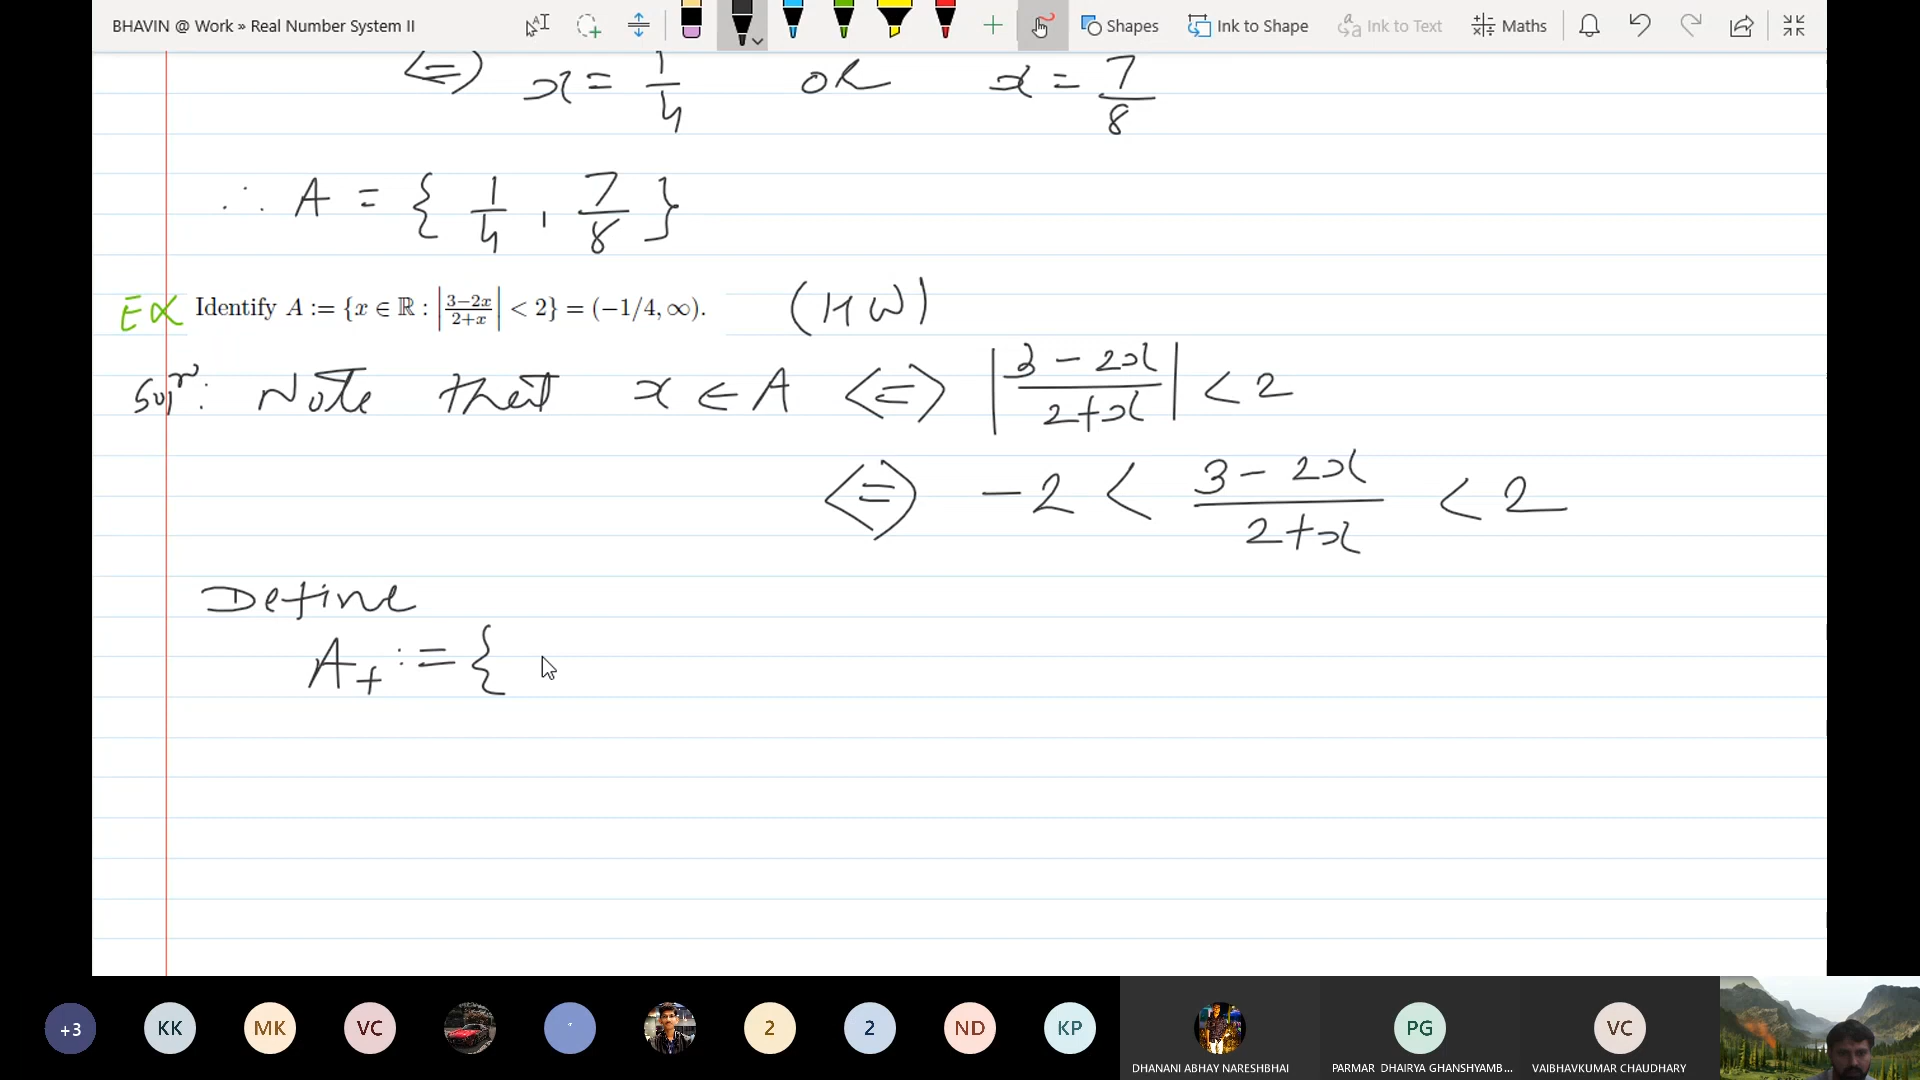 BHAVIN @ Work » Real Number System II
Shapes
Ink to Shape
Ink to Text
Maths
<=> x = 1/4 or x = 7/8
∴ A = { 1/4 , 7/8 }
EX Identify A := {x ∈ ℝ : |3−2x / 2+x| < 2} = (−1/4, ∞). (HW)
Solⁿ: Note that x ∈ A <=> |3 − 2x / 2+x| < 2
<=> −2 < 3 − 2x / 2+x < 2
Define
A+ := {
+3
KK
MK
VC
2
2
ND
KP
DHANANI ABHAY NARESHBHAI
PG
PARMAR DHAIRYA GHANSHYAMB...
VC
VAIBHAVKUMAR CHAUDHARY